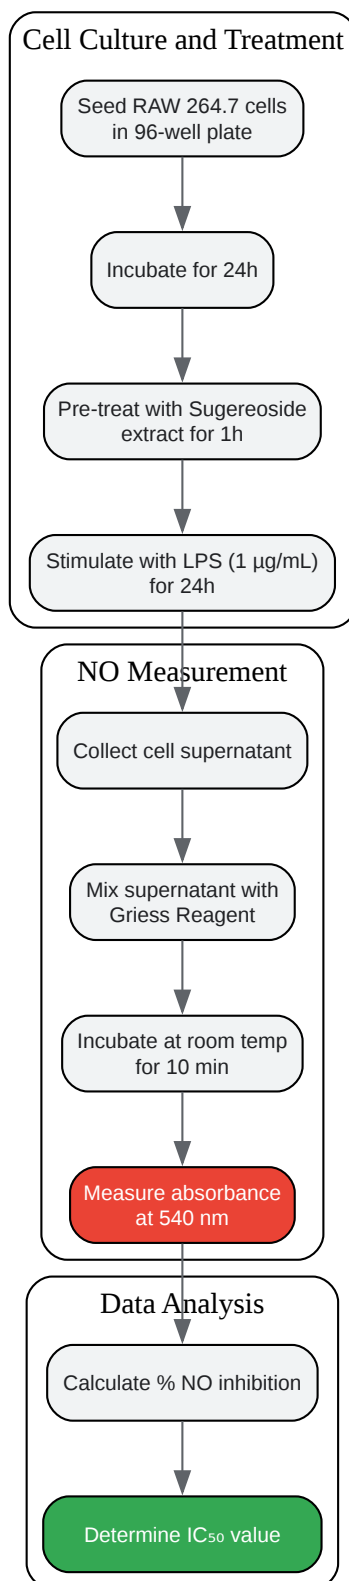 Cell Culture and Treatment
Seed RAW 264.7 cells
in 96-well plate
Incubate for 24h
Pre-treat with Sugereoside
extract for 1h
Stimulate with LPS (1 µg/mL)
for 24h
NO Measurement
Collect cell supernatant
Mix supernatant with
Griess Reagent
Incubate at room temp
for 10 min
Measure absorbance
at 540 nm
Data Analysis
Calculate % NO inhibition
Determine IC₅₀ value